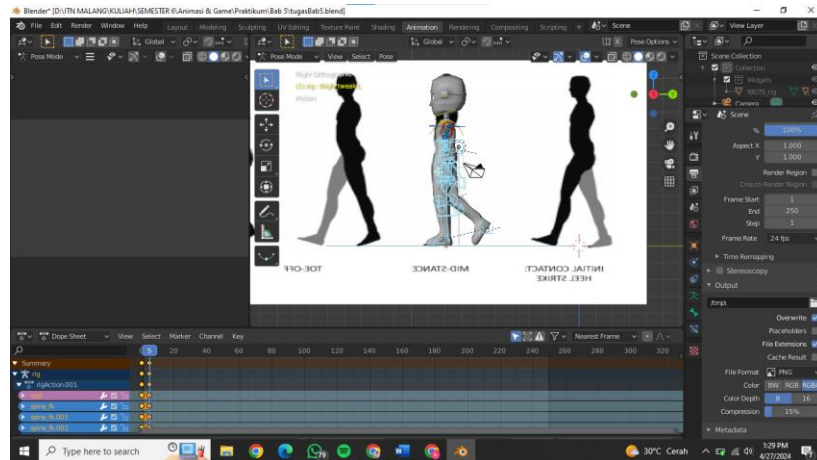 Blender* [D:\ITN MALANG\KULIAH\SEMESTER 6\Animasi & Game\Praktikum\Bab 5\tugasBab5.blend]
File Edit Render Window Help Layout Modeling Sculpting UV Editing Texture Paint Shading Animation Rendering Compositing Scripting + Scene View Layer
Global Global Pose Options
Pose Mode Pose Mode View Select Pose
Right Orthographic
Meters
TOE-OFF
MID-STANCE
INITIAL CONTACT:
HEEL STRIKE
Scene Collection
Collection
Widgets
WGTS_rig
Camera
Scene
% 100%
Aspect X 1.000
Y 1.000
Render Region
Crop to Render Region
Frame Start 1
End 250
Step 1
Frame Rate 24 fps
Time Remapping
Stereoscopy
Output
/tmp\
Overwrite
Placeholders
File Extensions
Cache Result
File Format PNG
Color BW RGB RGBA
Color Depth 8 16
Compression 15%
Metadata
Dope Sheet View Select Marker Channel Key Nearest Frame
5 20 40 60 80 100 120 140 160 180 200 220 240 260 280 300 320
Summary
rig
rigAction.001
root
spine_fk
spine_fk.001
spine_fk.002
Type here to search
30°C Cerah
1:29 PM
4/27/2024